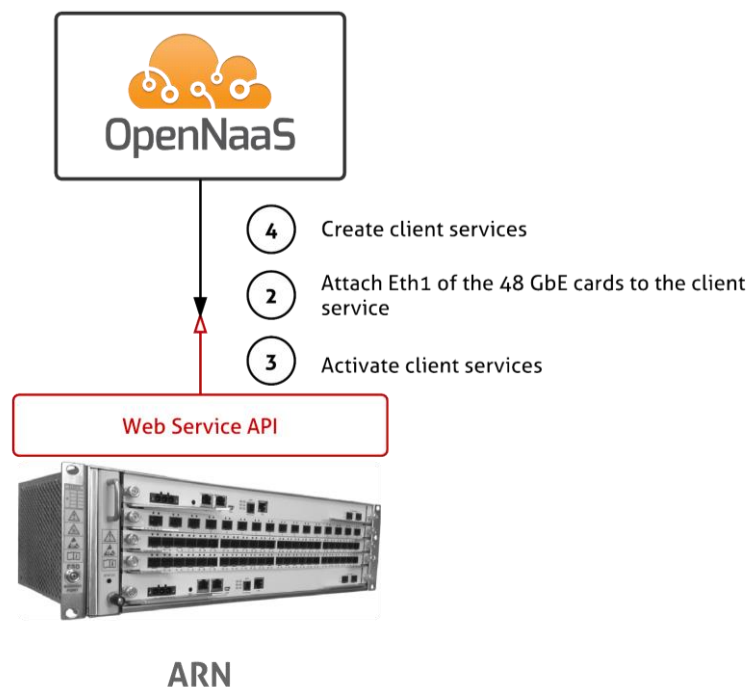 OpenNaaS
4 Create client services
2 Attach Eth1 of the 48 GbE cards to the client
service
3 Activate client services
Web Service API
ESD
ARN